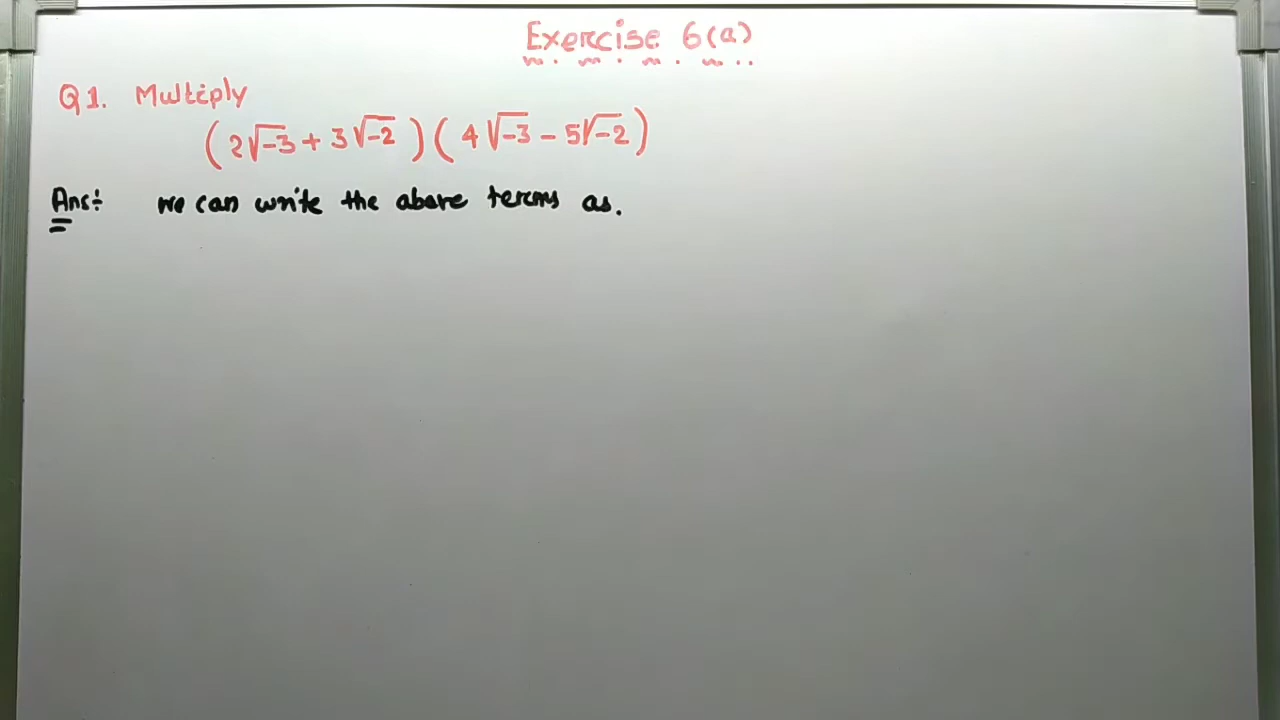 Exercise 6(a)
Q1. Multiply
(2√-3 + 3√-2)(4√-3 - 5√-2)
Ans: we can write the above terms as.